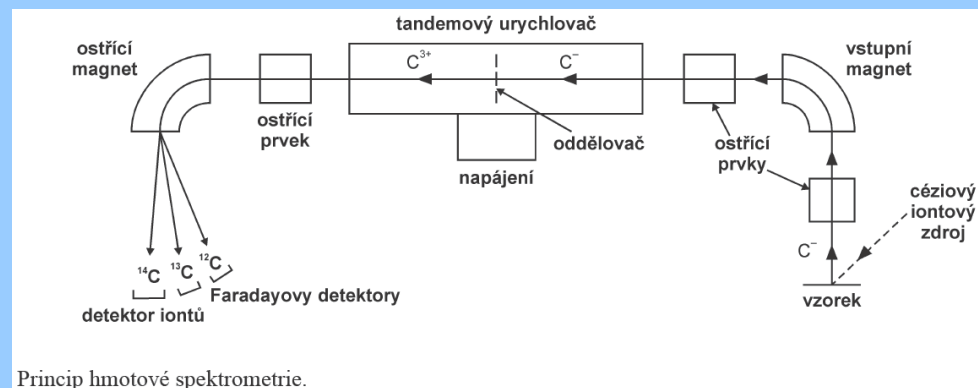 tandemový urychlovač
ostřící
magnet
C3+
C−
vstupní
magnet
ostřící
prvek
oddělovač
napájení
ostřící
prvky
céziový
iontový
zdroj
C−
vzorek
14C
13C
12C
Faradayovy detektory
detektor iontů
Princip hmotové spektrometrie.